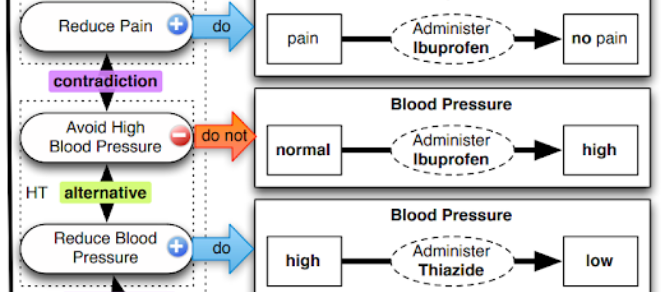 Reduce Pain
do
pain
Administer
Ibuprofen
no pain
contradiction
Avoid High
Blood Pressure
do not
Blood Pressure
normal
Administer
Ibuprofen
high
HT
alternative
Reduce Blood
Pressure
do
Blood Pressure
high
Administer
Thiazide
low